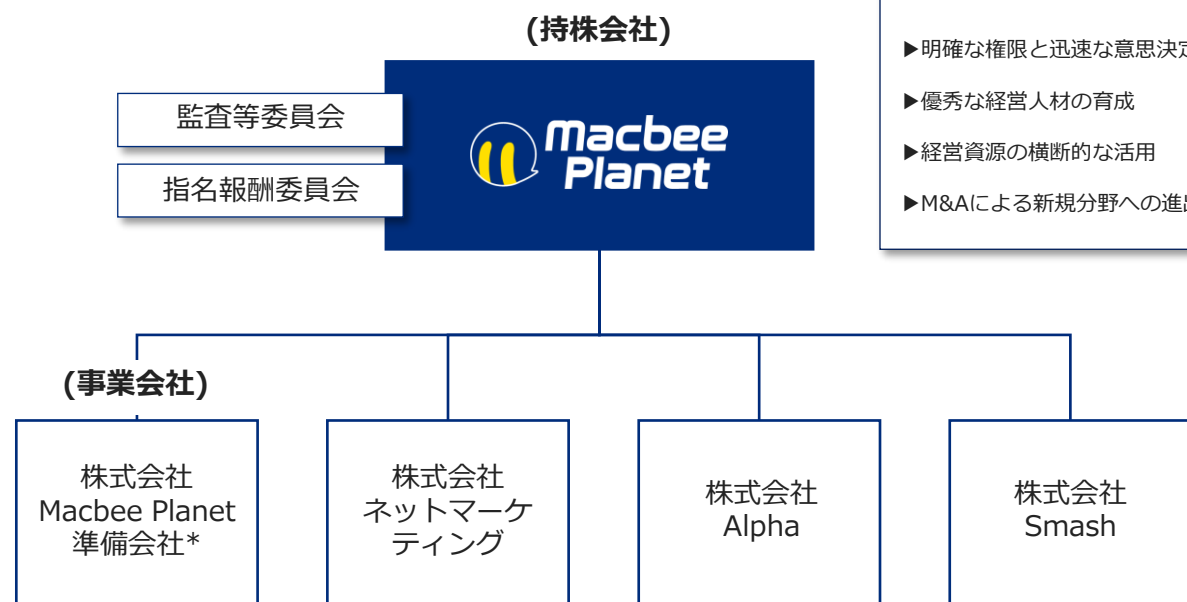 (持株会社)
監査等委員会
指名報酬委員会
Macbee
Planet
▶明確な権限と迅速な意思決定
▶優秀な経営人材の育成
▶経営資源の横断的な活用
▶M&Aによる新規分野への進出
(事業会社)
株式会社
Macbee Planet
準備会社*
株式会社
ネットマーケ
ティング
株式会社
Alpha
株式会社
Smash